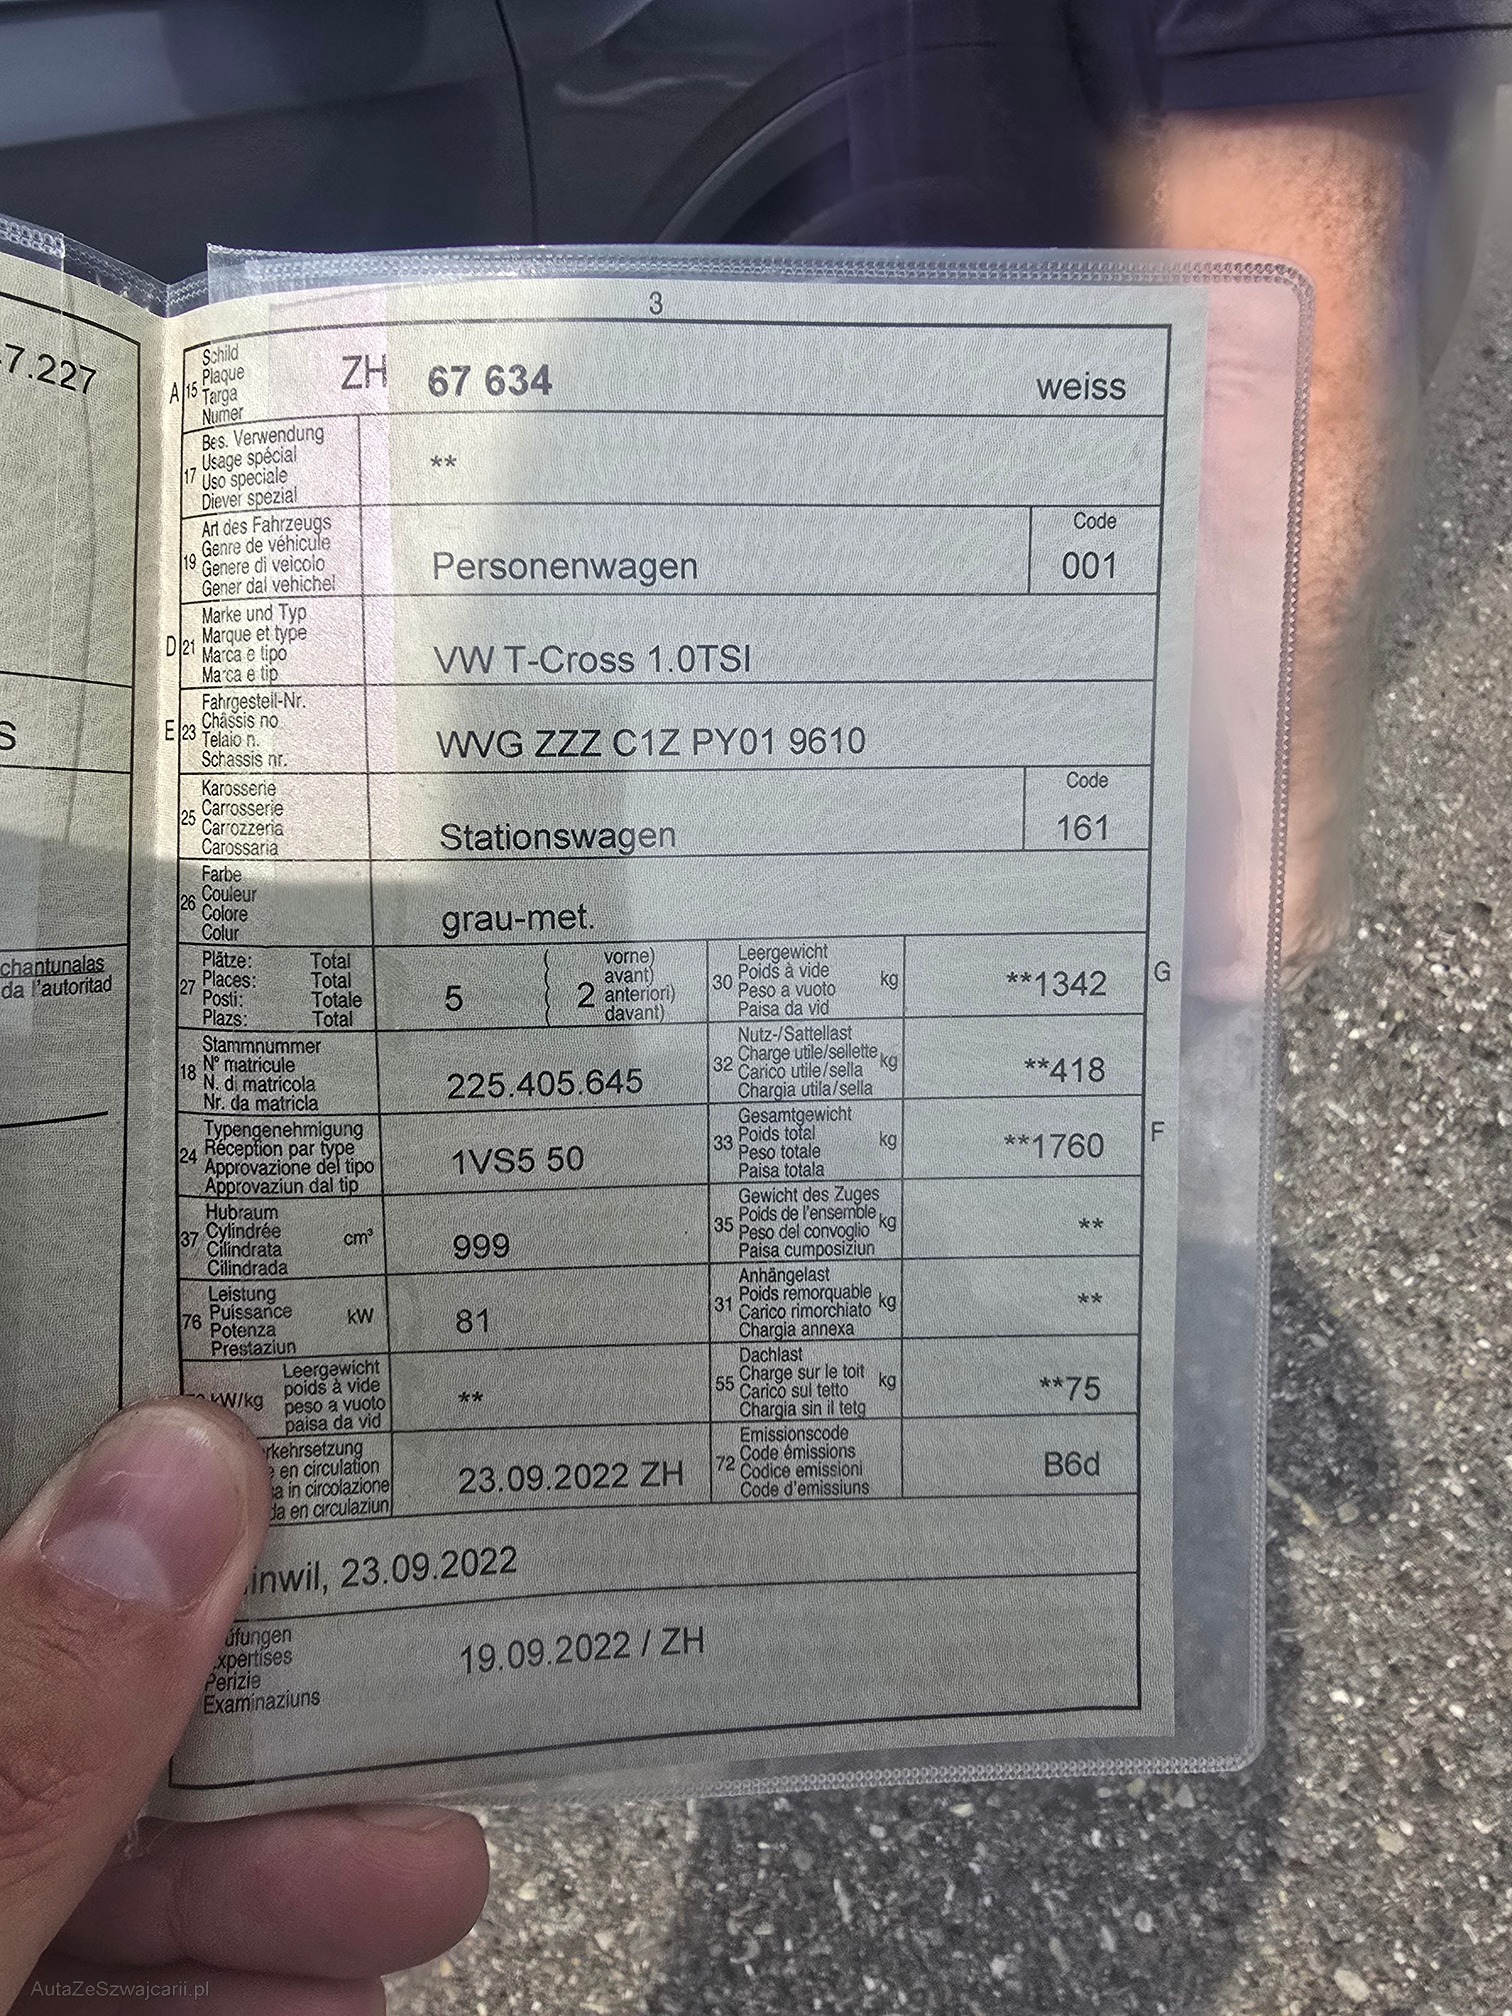 7.227
S
chantunalas
da l'autoritad
3
A 15 Schild
Plaque
Targa
Numer
ZH 67 634 weiss
17 Bes. Verwendung
Usage spécial
Uso speciale
Diever spezial
**
19 Art des Fahrzeugs
Genre de véhicule
Genere di veicolo
Gener dal vehichel
Personenwagen
Code
001
D 21 Marke und Typ
Marque et type
Marca e tipo
Marca e tip
VW T-Cross 1.0TSI
E 23 Fahrgestell-Nr.
Châssis no
Telaio n.
Schassis nr.
WVG ZZZ C1Z PY01 9610
25 Karosserie
Carrosserie
Carrozzeria
Carossaria
Stationswagen
Code
161
26 Farbe
Couleur
Colore
Colur
grau-met.
27 Plätze: Total
Places: Total
Posti: Totale
Plazs: Total
5 2
vorne)
avant)
anteriori)
davant)
30 Leergewicht
Poids à vide kg
Peso a vuoto
Paisa da vid
**1342 G
18 Stammnummer
N° matricule
N. di matricola
Nr. da matricla
225.405.645
32 Nutz-/Sattellast
Charge utile/sellette kg
Carico utile/sella
Chargia utila/sella
**418
24 Typengenehmigung
Réception par type
Approvazione del tipo
Approvaziun dal tip
1VS5 50
33 Gesamtgewicht
Poids total kg
Peso totale
Paisa totala
**1760 F
37 Hubraum
Cylindrée cm³
Cilindrata
Cilindrada
999
35 Gewicht des Zuges
Poids de l'ensemble kg
Peso del convoglio
Paisa cumposiziun
**
76 Leistung
Puissance kW
Potenza
Prestaziun
81
31 Anhängelast
Poids remorquable kg
Carico rimorchiato
Chargia annexa
**
kW/kg
Leergewicht
poids à vide
peso a vuoto
paisa da vid
**
55 Dachlast
Charge sur le toit kg
Carico sul tetto
Chargia sin il tetg
**75
rkehrsetzung
en circulation
a in circolazione
da en circulaziun
23.09.2022 ZH
72 Emissionscode
Code émissions
Codice emissioni
Code d'emissiuns
B6d
inwil, 23.09.2022
üfungen
xpertises
Perizie
Examinaziuns
19.09.2022 / ZH
AutaZeSzwajcarii.pl